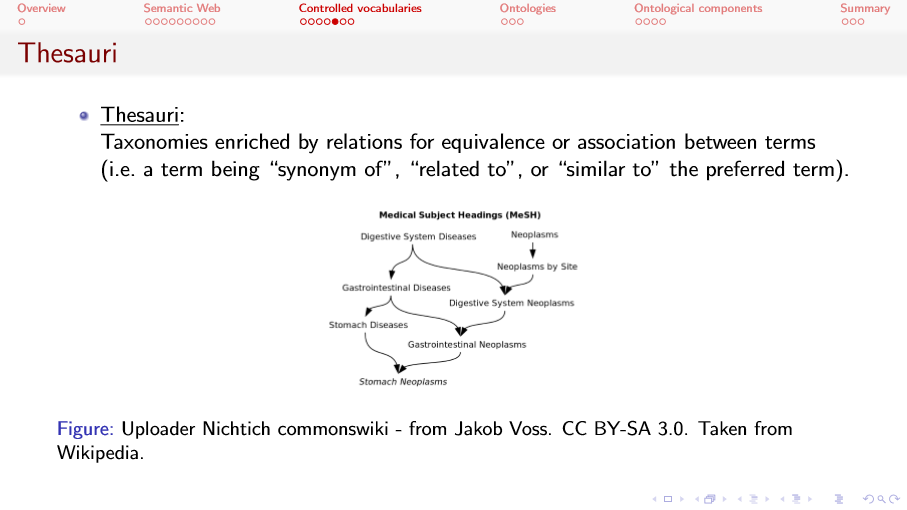 Overview Semantic Web Controlled vocabularies Ontologies Ontological components Summary
Thesauri
Thesauri:
Taxonomies enriched by relations for equivalence or association between terms
(i.e. a term being “synonym of”, “related to”, or “similar to” the preferred term).
Medical Subject Headings (MeSH)
Digestive System Diseases Neoplasms
Neoplasms by Site
Gastrointestinal Diseases
Digestive System Neoplasms
Stomach Diseases
Gastrointestinal Neoplasms
Stomach Neoplasms
Figure: Uploader Nichtich commonswiki - from Jakob Voss. CC BY-SA 3.0. Taken from
Wikipedia.